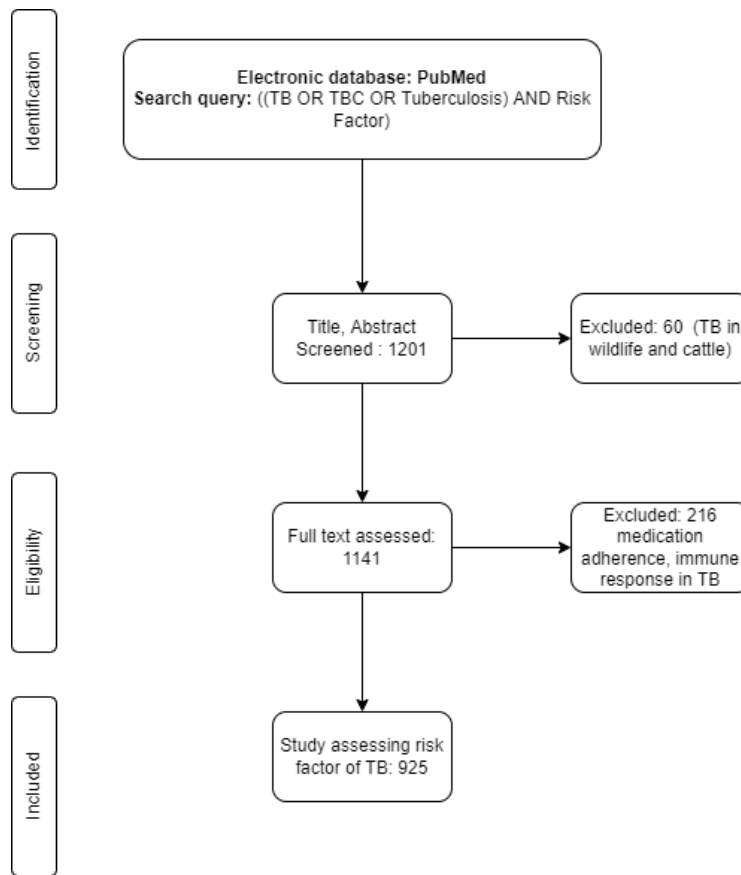 Identification
Electronic database: PubMed
Search query: ((TB OR TBC OR Tuberculosis) AND Risk
Factor)
Screening
Title, Abstract
Screened : 1201
Excluded: 60 (TB in
wildlife and cattle)
Eligibility
Full text assessed:
1141
Excluded: 216
medication
adherence, immune
response in TB
Included
Study assessing risk
factor of TB: 925